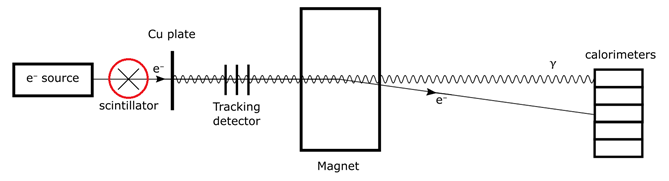 Cu plate
e⁻ source
e⁻
scintillator
Tracking
detector
Magnet
e⁻
γ
calorimeters